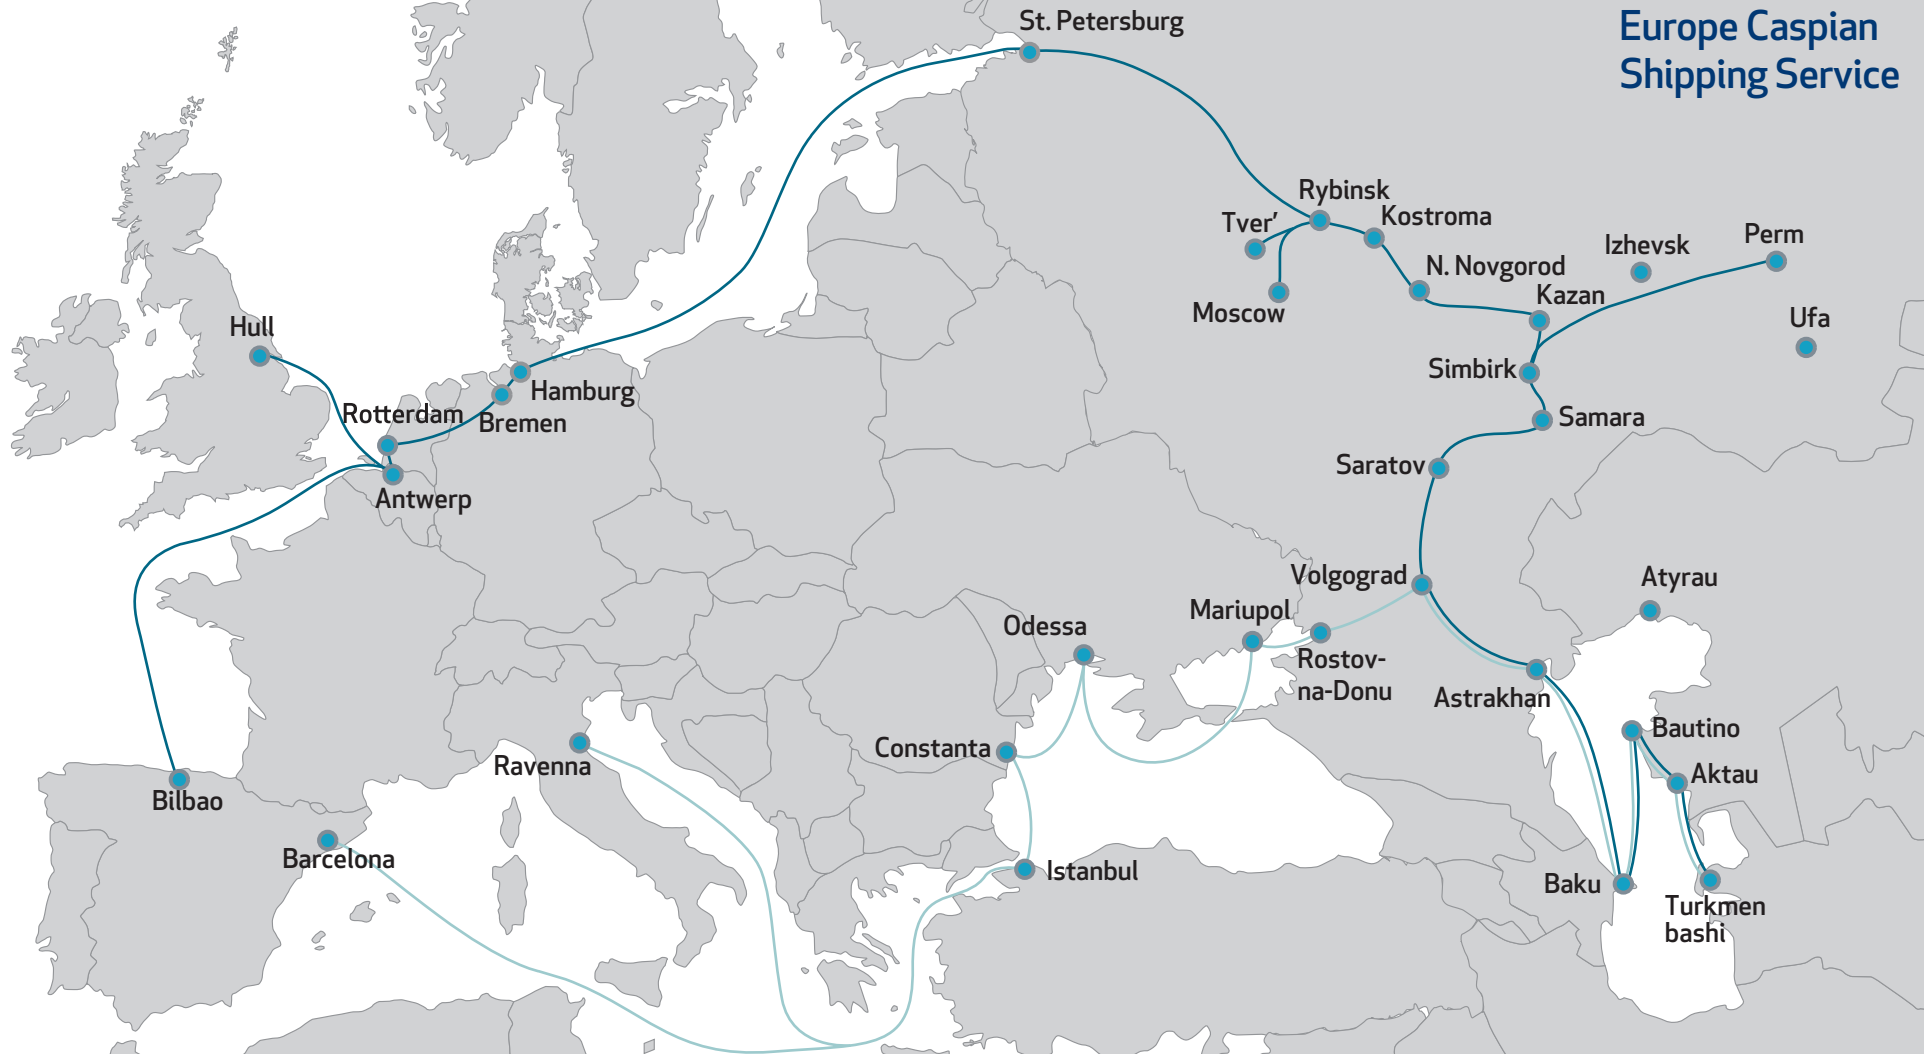 Europe Caspian
Shipping Service
St. Petersburg
Rybinsk
Tver’
Kostroma
Moscow
N. Novgorod
Kazan
Izhevsk
Perm
Ufa
Hull
Simbirk
Hamburg
Rotterdam
Bremen
Samara
Saratov
Antwerp
Volgograd
Atyrau
Mariupol
Odessa
Rostov-
na-Donu
Astrakhan
Bautino
Constanta
Ravenna
Aktau
Bilbao
Barcelona
Istanbul
Baku
Turkmen
bashi